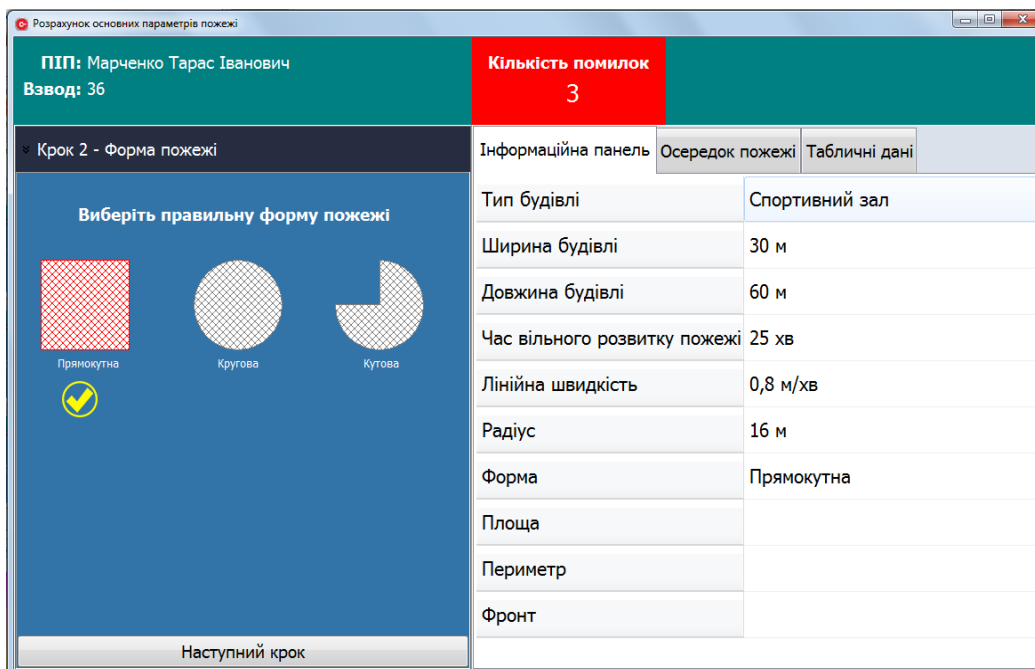 Розрахунок основних параметрів пожежі
ПІП: Марченко Тарас Іванович
Взвод: 36
Кількість помилок
3
Крок 2 - Форма пожежі
Виберіть правильну форму пожежі
Прямокутна
Кругова
Кутова
Наступний крок
Інформаційна панель
Осередок пожежі
Табличні дані
Тип будівлі Спортивний зал
Ширина будівлі 30 м
Довжина будівлі 60 м
Час вільного розвитку пожежі 25 хв
Лінійна швидкість 0,8 м/хв
Радіус 16 м
Форма Прямокутна
Площа
Периметр
Фронт